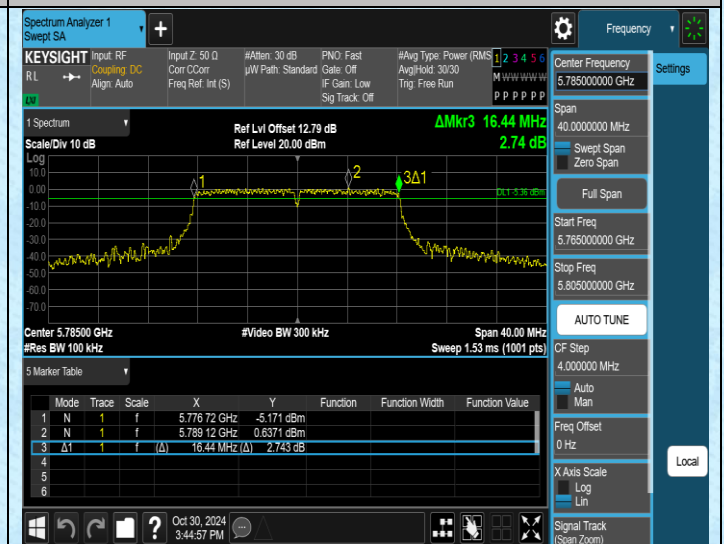 Spectrum Analyzer 1
Swept SA
Frequency
KEYSIGHT Input: RF
RL
Coupling: DC
Align: Auto
LXI
Input Z: 50 Ω
Corr CCorr
Freq Ref: Int (S)
#Atten: 30 dB
µW Path: Standard
PNO: Fast
Gate: Off
IF Gain: Low
Sig Track: Off
#Avg Type: Power (RMS
Avg|Hold: 30/30
Trig: Free Run
1 2 3 4 5 6
M W W W W W
P P P P P P
1 Spectrum
Scale/Div 10 dB
Ref Lvl Offset 12.79 dB
Ref Level 20.00 dBm
ΔMkr3 16.44 MHz
2.74 dB
Log
10.0
0.00
-10.0
-20.0
-30.0
-40.0
-50.0
-60.0
-70.0
1
2
3Δ1
DL1 -5.36 dBm
Center 5.78500 GHz
#Res BW 100 kHz
#Video BW 300 kHz
Span 40.00 MHz
Sweep 1.53 ms (1001 pts)
5 Marker Table
Mode Trace Scale X Y Function Function Width Function Value
1 N 1 f 5.776 72 GHz -5.171 dBm
2 N 1 f 5.789 12 GHz 0.6371 dBm
3 Δ1 1 f (Δ) 16.44 MHz (Δ) 2.743 dB
4
5
6
Oct 30, 2024
3:44:57 PM
Center Frequency
5.785000000 GHz
Span
40.0000000 MHz
Swept Span
Zero Span
Full Span
Start Freq
5.765000000 GHz
Stop Freq
5.805000000 GHz
AUTO TUNE
CF Step
4.000000 MHz
Auto
Man
Freq Offset
0 Hz
X Axis Scale
Log
Lin
Signal Track
(Span Zoom)
Settings
Local